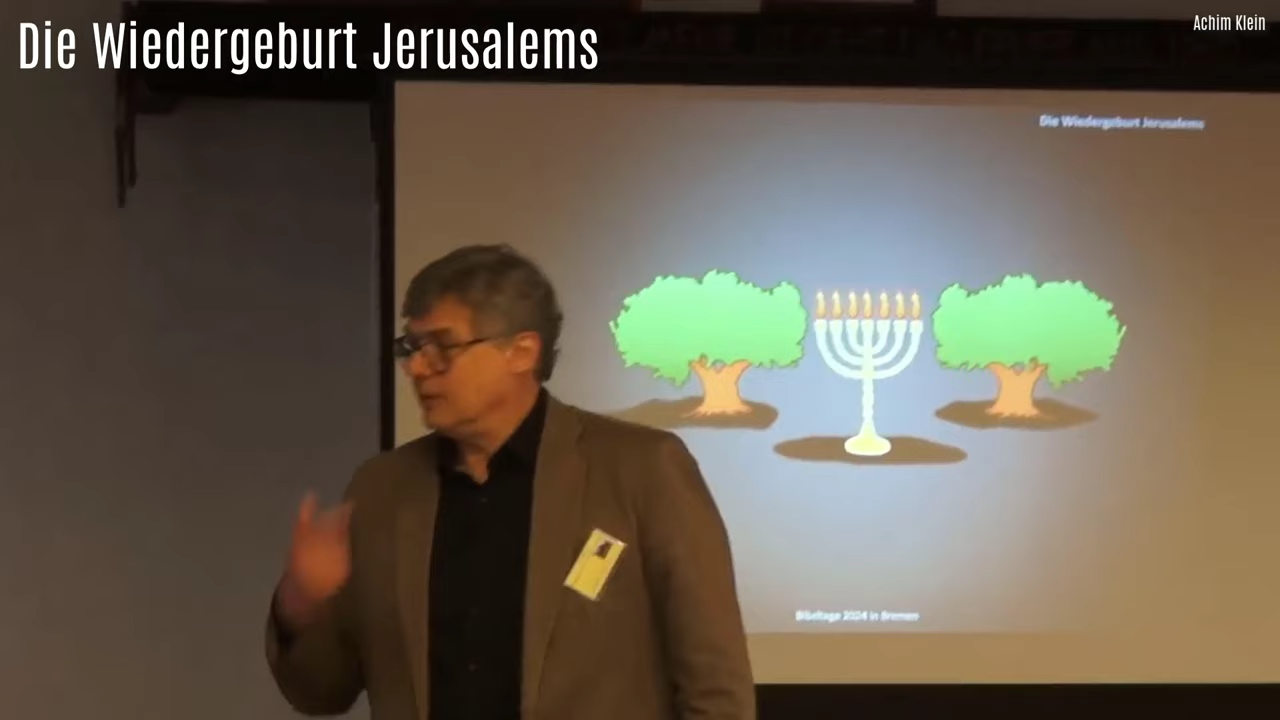 Die Wiedergeburt Jerusalems
Achim Klein
Die Wiedergeburt Jerusalems
Bibeltage 2024 in Bremen